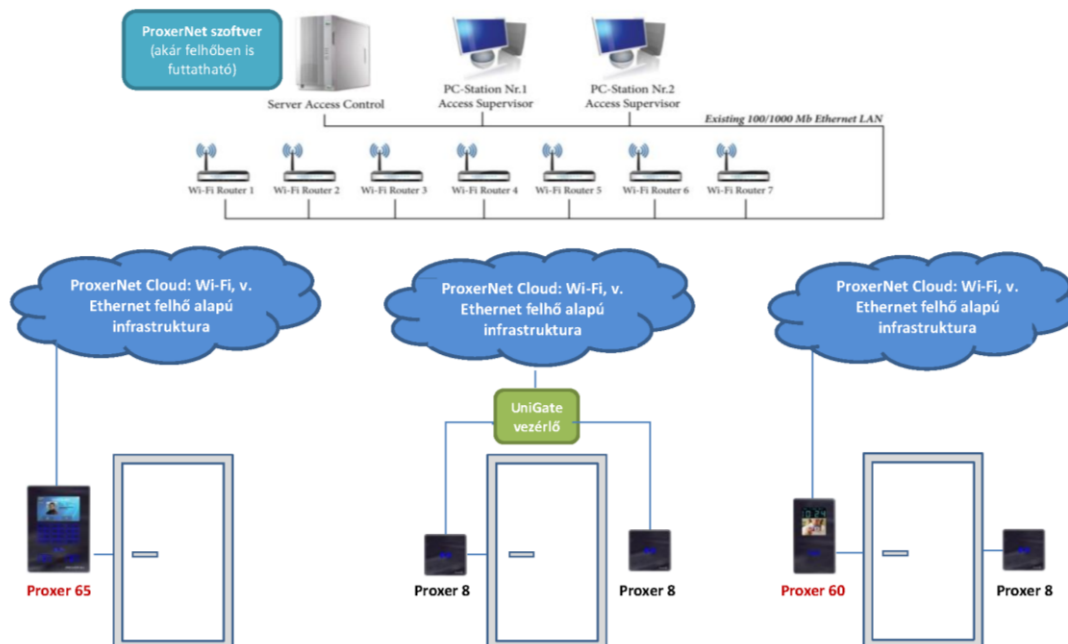 ProxerNet szoftver
(akár felhőben is
futtatható)
Server Access Control
PC-Station Nr.1
Access Supervisor
PC-Station Nr.2
Access Supervisor
Existing 100/1000 Mb Ethernet LAN
Wi-Fi Router 1
Wi-Fi Router 2
Wi-Fi Router 3
Wi-Fi Router 4
Wi-Fi Router 5
Wi-Fi Router 6
Wi-Fi Router 7
ProxerNet Cloud: Wi-Fi, v.
Ethernet felhő alapú
infrastruktura
ProxerNet Cloud: Wi-Fi, v.
Ethernet felhő alapú
infrastruktura
ProxerNet Cloud: Wi-Fi, v.
Ethernet felhő alapú
infrastruktura
UniGate
vezérlő
Proxer 65
Proxer 8
Proxer 8
10:24
Proxer 60
Proxer 8